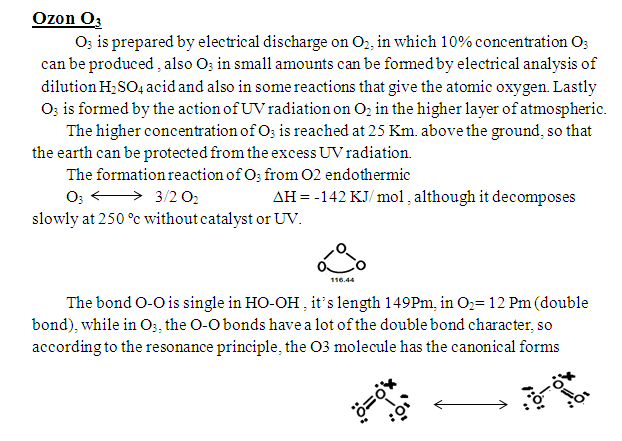 Ozon O₃
O₃ is prepared by electrical discharge on O₂, in which 10% concentration O₃
can be produced , also O₃ in small amounts can be formed by electrical analysis of
dilution H₂SO₄ acid and also in some reactions that give the atomic oxygen. Lastly
O₃ is formed by the action of UV radiation on O₂ in the higher layer of atmospheric.
The higher concentration of O₃ is reached at 25 Km. above the ground, so that
the earth can be protected from the excess UV radiation.
The formation reaction of O₃ from O2 endothermic
O₃ ⟷ 3/2 O₂ ΔH = -142 KJ/ mol , although it decomposes
slowly at 250 ºc without catalyst or UV.
O
O O
116.44
The bond O-O is single in HO-OH , it's length 149Pm, in O₂= 12 Pm (double
bond), while in O₃, the O-O bonds have a lot of the double bond character, so
according to the resonance principle, the O3 molecule has the canonical forms
:O=O⁺-O:⁻ ⟷ ⁻:O-O⁺=O: